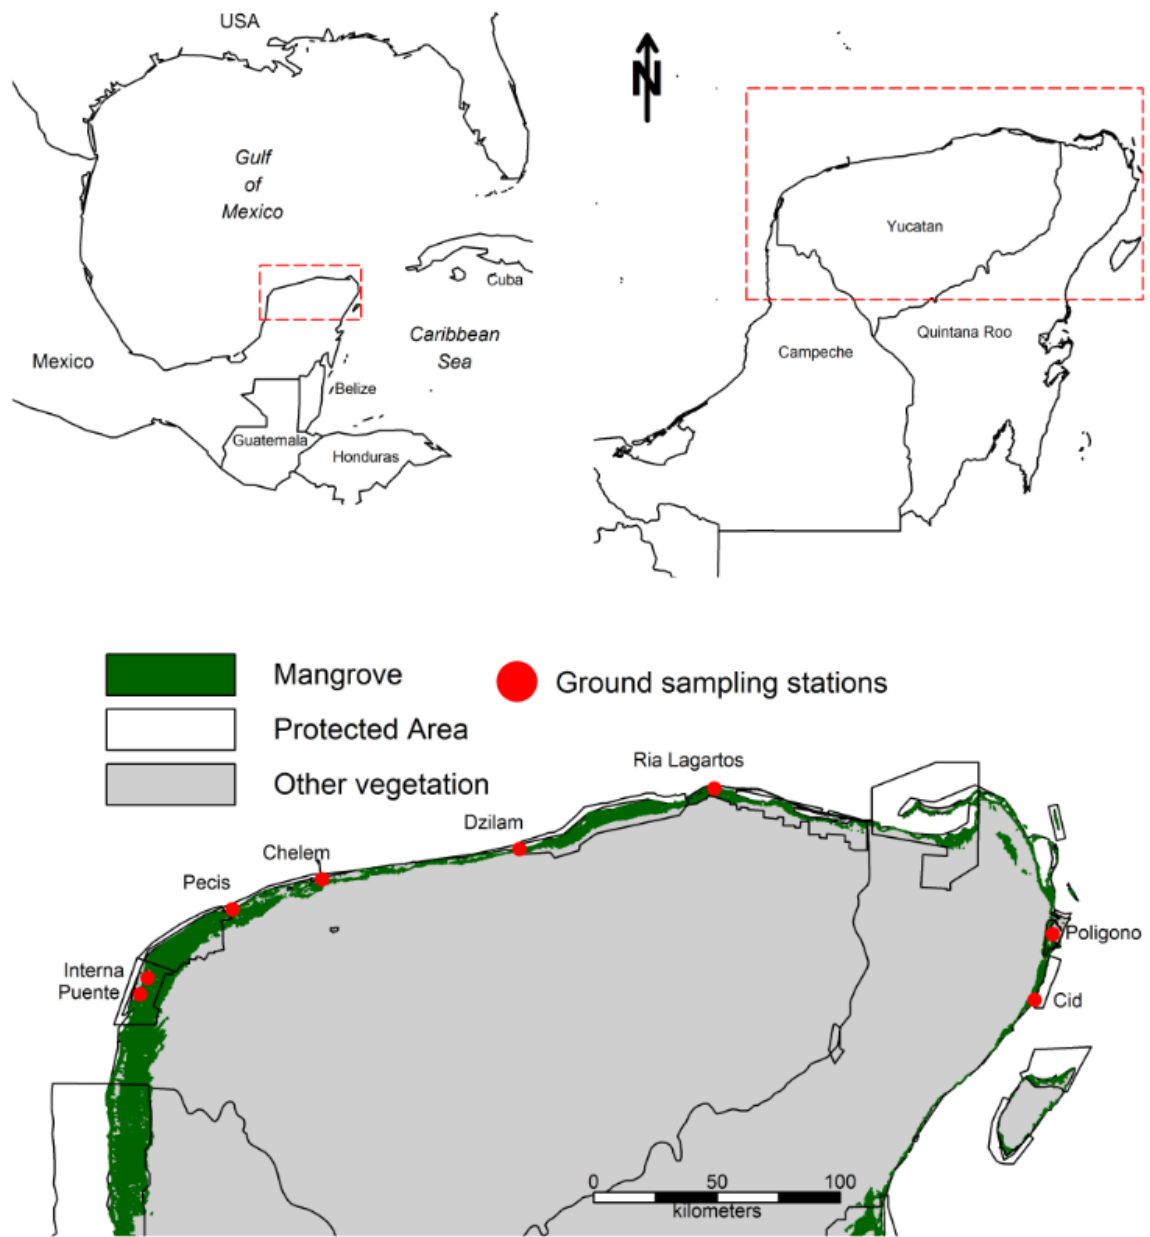 USA
Gulf
of
Mexico
Cuba
Caribbean
Sea
Mexico
Belize
Guatemala
Honduras
N
Yucatan
Quintana Roo
Campeche
Mangrove
Ground sampling stations
Protected Area
Other vegetation
Ria Lagartos
Dzilam
Chelem
Pecis
Poligono
Interna
Puente
Cid
0 50 100
kilometers